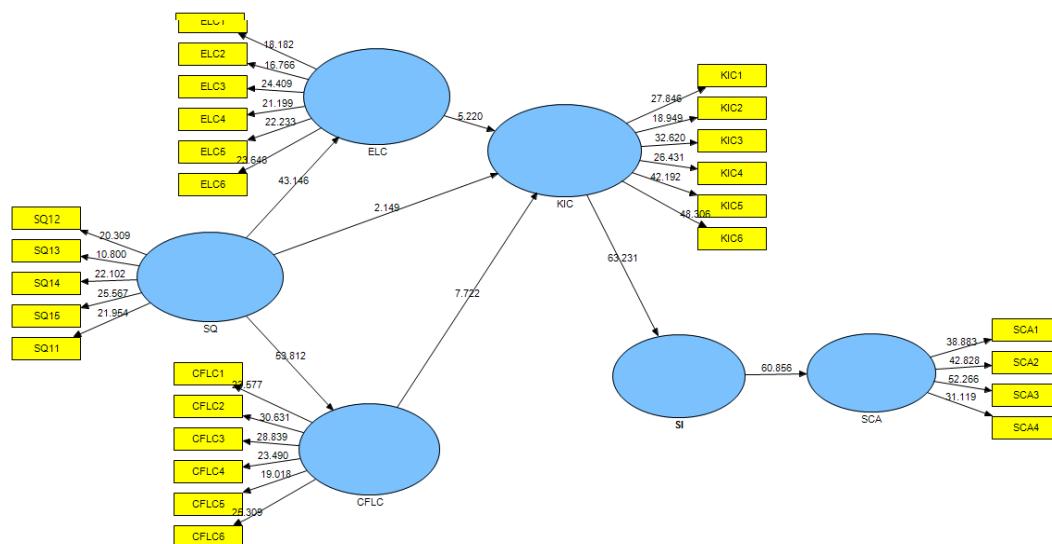 ELC1
18.182
ELC2
16.766
ELC3
24.409
ELC4
21.199
ELC5
22.233
ELC6
23.646
ELC
5.220
43.146
KIC1
27.846
KIC2
18.949
KIC3
32.620
KIC4
26.431
KIC5
42.192
KIC6
48.306
KIC
2.149
SQ12
20.309
SQ13
10.800
SQ14
22.102
SQ15
25.567
SQ11
21.954
SQ
7.722
63.231
53.812
CFLC1
CFLC2
30.631
CFLC3
28.839
CFLC4
23.490
CFLC5
19.018
CFLC6
25.309
CFLC
SI
60.856
SCA
SCA1
38.883
SCA2
42.828
SCA3
52.266
SCA4
31.119